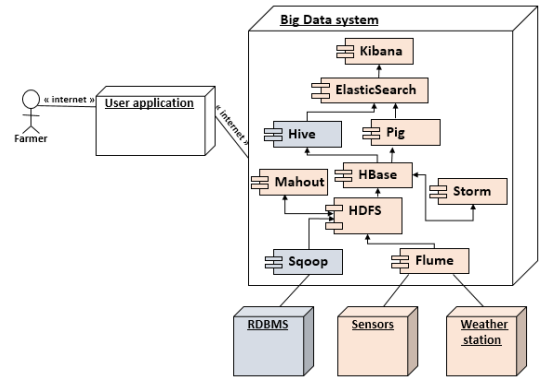 Big Data system
Kibana
ElasticSearch
« internet »
User application
« internet »
Hive
Pig
Farmer
Mahout
HBase
Storm
HDFS
Sqoop
Flume
RDBMS
Sensors
Weather
station